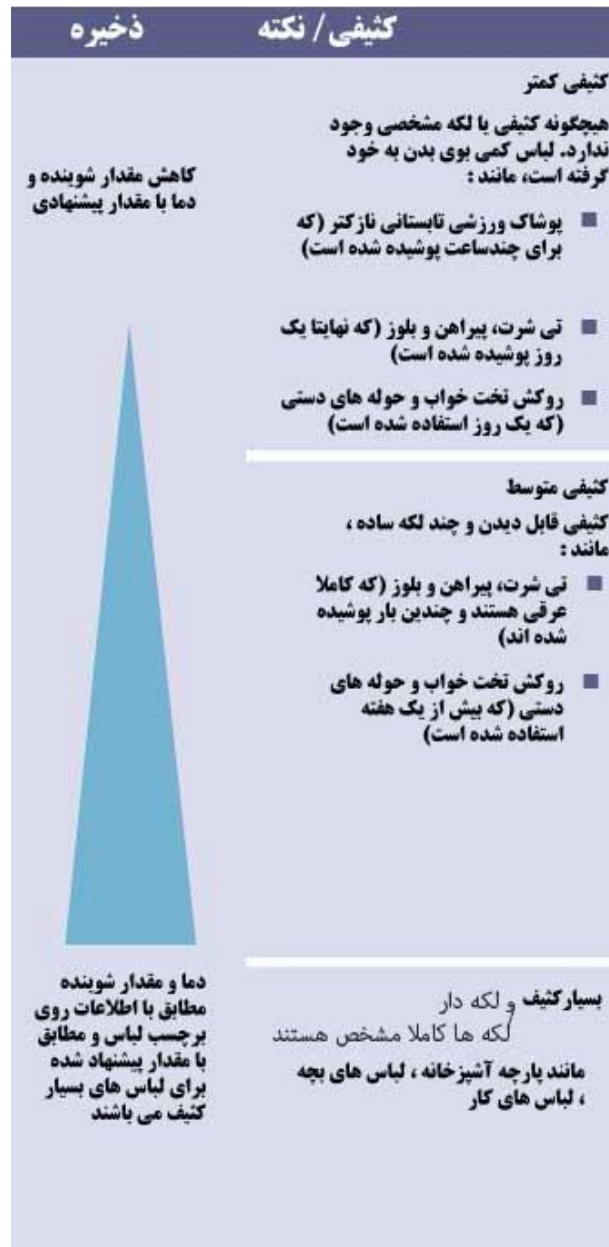 کثیفی / نکته
ذخیره
کثیفی کمتر
هیچگونه کثیفی یا لکه مشخصی وجود
ندارد. لباس کمی بوی بدن به خود
گرفته است، مانند :
پوشاک ورزشی تابستانی نازکتر (که
برای چندساعت پوشیده شده است)
تی شرت، پیراهن و بلوز (که نهایتا یک
روز پوشیده شده است)
روکش تخت خواب و حوله های دستی
(که یک روز استفاده شده است)
کاهش مقدار شوینده و
دما با مقدار پیشنهادی
کثیفی متوسط
کثیفی قابل دیدن و چند لکه ساده ،
مانند :
تی شرت، پیراهن و بلوز (که کاملا
عرقی هستند و چندین بار پوشیده
شده اند)
روکش تخت خواب و حوله های
دستی (که بیش از یک هفته
استفاده شده است)
بسیارکثیف و لکه دار
لکه ها کاملا مشخص هستند
مانند پارچه آشپزخانه ، لباس های بچه
، لباس های کار
دما و مقدار شوینده
مطابق با اطلاعات روی
برچسب لباس و مطابق
با مقدار پیشنهاد شده
برای لباس های بسیار
کثیف می باشند